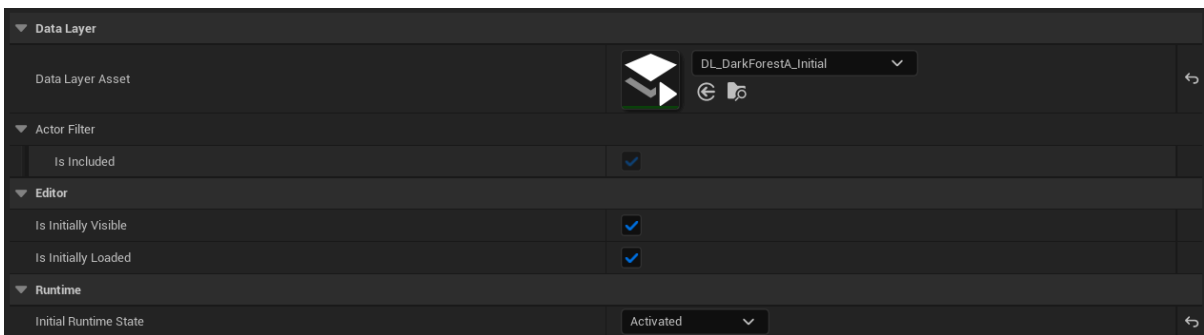 Data Layer
Data Layer Asset
DL_DarkForestA_Initial
Actor Filter
Is Included
Editor
Is Initially Visible
Is Initially Loaded
Runtime
Initial Runtime State
Activated